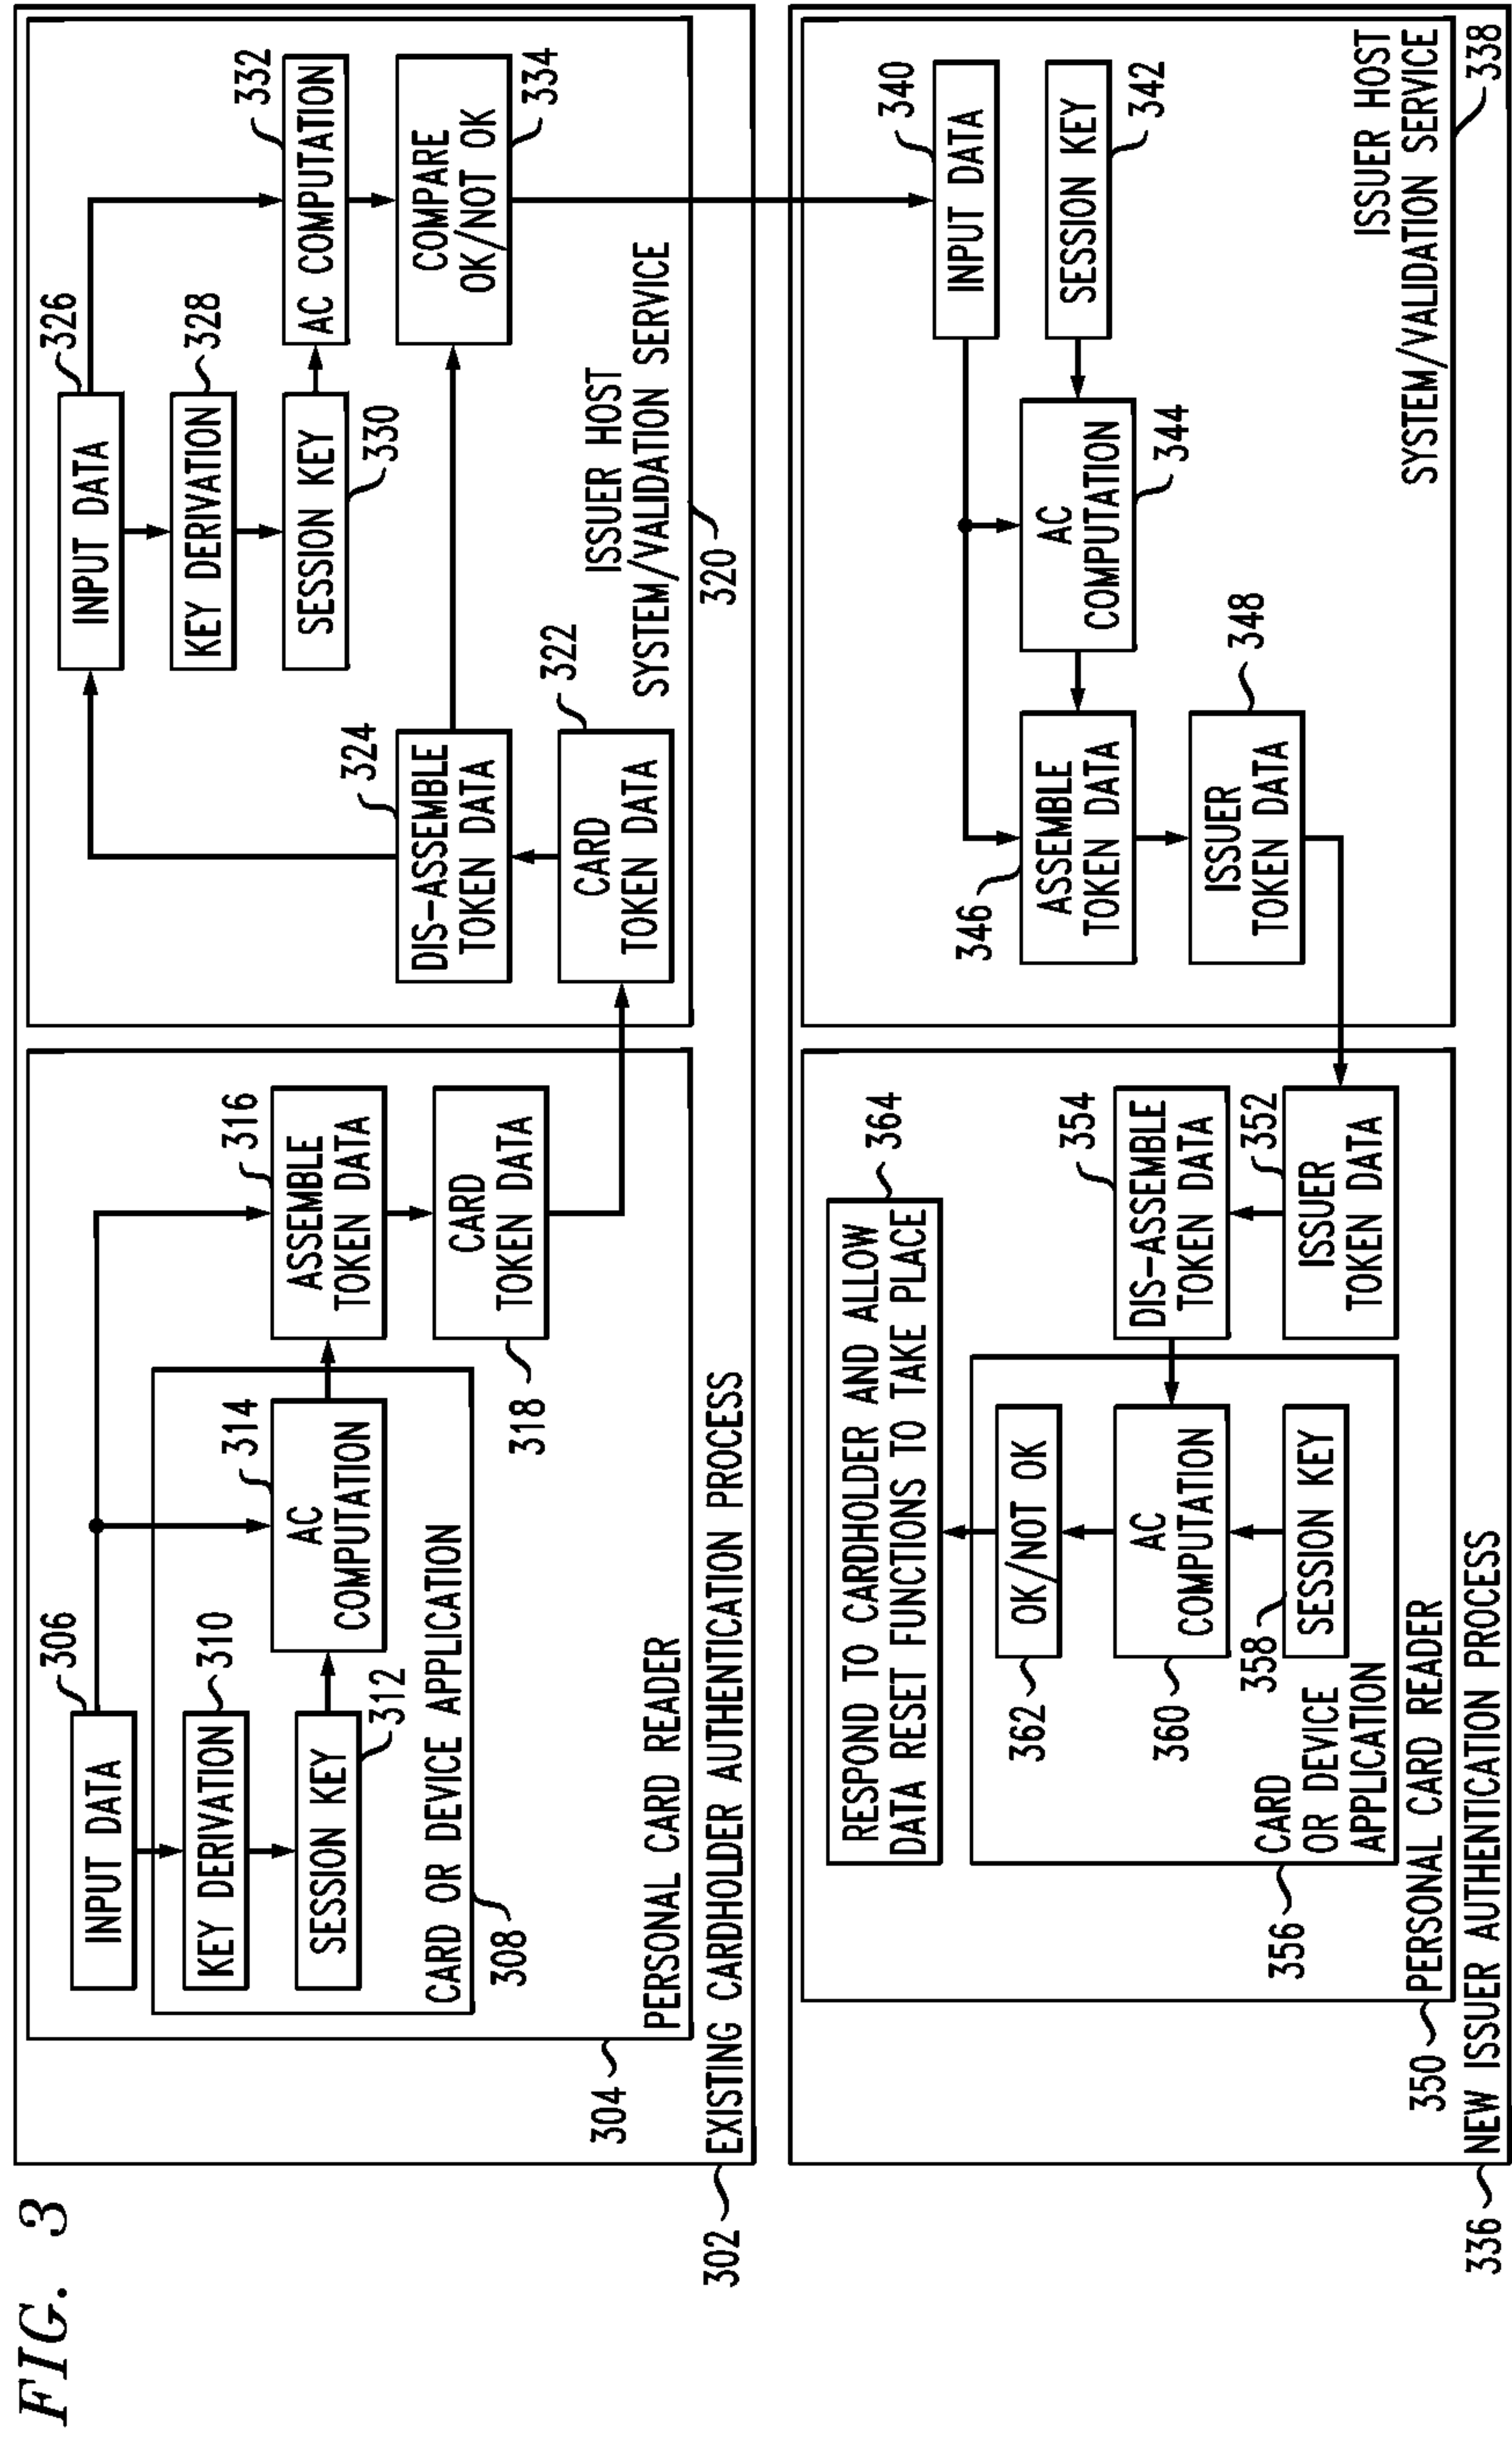 FIG. 3
302
EXISTING CARDHOLDER AUTHENTICATION PROCESS
304
PERSONAL CARD READER
306
INPUT DATA
308
CARD OR DEVICE APPLICATION
310
KEY DERIVATION
312
SESSION KEY
314
AC
COMPUTATION
316
ASSEMBLE
TOKEN DATA
318
CARD
TOKEN DATA
320
ISSUER HOST
SYSTEM/VALIDATION SERVICE
322
CARD
TOKEN DATA
324
DIS-ASSEMBLE
TOKEN DATA
326
INPUT DATA
328
KEY DERIVATION
330
SESSION KEY
332
AC COMPUTATION
334
COMPARE
OK/NOT OK
336
NEW ISSUER AUTHENTICATION PROCESS
338
ISSUER HOST
SYSTEM/VALIDATION SERVICE
340
INPUT DATA
342
SESSION KEY
344
AC
COMPUTATION
346
ASSEMBLE
TOKEN DATA
348
ISSUER
TOKEN DATA
350
PERSONAL CARD READER
352
ISSUER
TOKEN DATA
354
DIS-ASSEMBLE
TOKEN DATA
356
CARD
OR DEVICE
APPLICATION
358
SESSION KEY
360
AC
COMPUTATION
362
OK/NOT OK
364
RESPOND TO CARDHOLDER AND ALLOW
DATA RESET FUNCTIONS TO TAKE PLACE